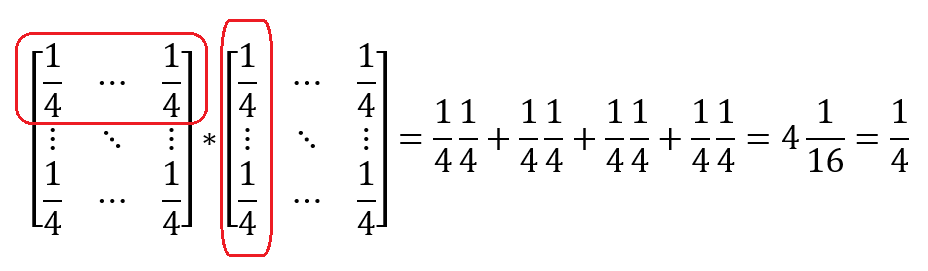 [1/4 ⋯ 1/4 ⋮ ⋱ ⋮ 1/4 ⋯ 1/4] * [1/4 ⋯ 1/4 ⋮ ⋱ ⋮ 1/4 ⋯ 1/4] = 1/4 1/4 + 1/4 1/4 + 1/4 1/4 + 1/4 1/4 = 4 1/16 = 1/4